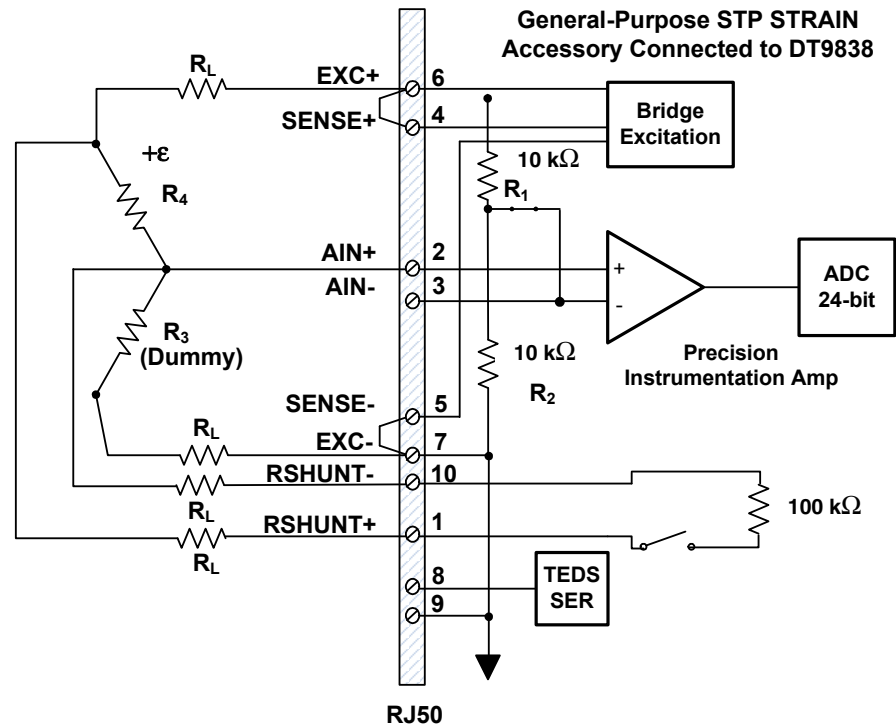 General-Purpose STP STRAIN
Accessory Connected to DT9838
RL
EXC+
6
SENSE+
4
Bridge
Excitation
+ε
R4
10 kΩ
R1
AIN+
2
+
AIN-
3
-
ADC
24-bit
R3
(Dummy)
10 kΩ
R2
Precision
Instrumentation Amp
SENSE-
5
RL
EXC-
7
RSHUNT-
10
RL
RSHUNT+
1
100 kΩ
8
TEDS
SER
9
RJ50